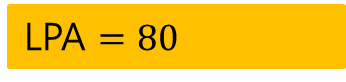 LPA = 80